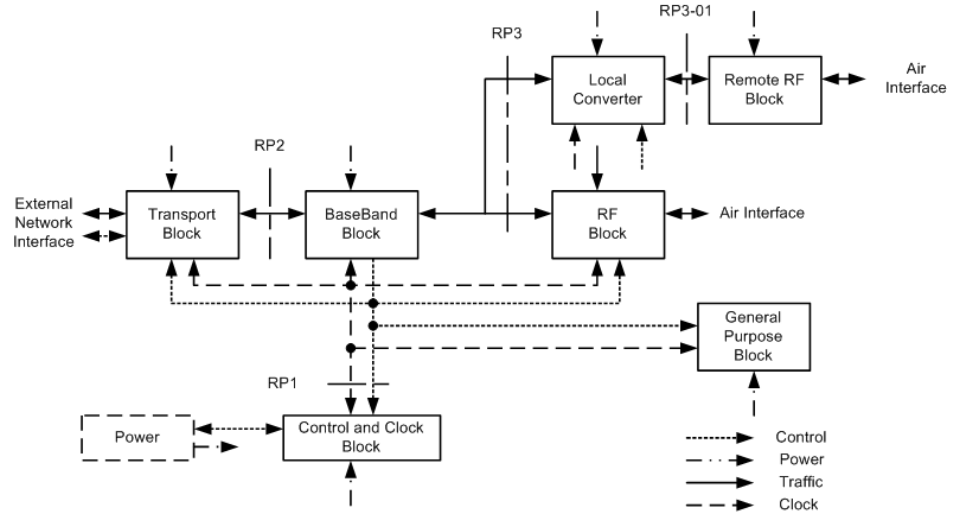 RP3-01
RP3
Local
Converter
Remote RF
Block
Air
Interface
RP2
External
Network
Interface
Transport
Block
BaseBand
Block
RF
Block
Air Interface
General
Purpose
Block
RP1
Power
Control and Clock
Block
Control
Power
Traffic
Clock